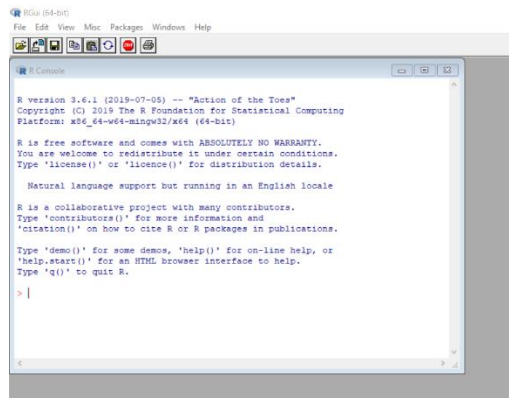 RGui (64-bit)
File Edit View Misc Packages Windows Help
STOP
R Console
R version 3.6.1 (2019-07-05) -- "Action of the Toes"
Copyright (C) 2019 The R Foundation for Statistical Computing
Platform: x86_64-w64-mingw32/x64 (64-bit)
R is free software and comes with ABSOLUTELY NO WARRANTY.
You are welcome to redistribute it under certain conditions.
Type 'license()' or 'licence()' for distribution details.
Natural language support but running in an English locale
R is a collaborative project with many contributors.
Type 'contributors()' for more information and
'citation()' on how to cite R or R packages in publications.
Type 'demo()' for some demos, 'help()' for on-line help, or
'help.start()' for an HTML browser interface to help.
Type 'q()' to quit R.
>